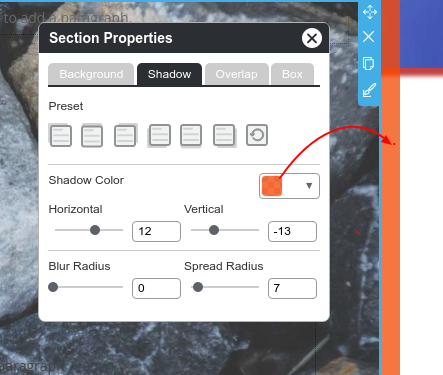 to add a paragraph.
Section Properties
Background Shadow Overlap Box
Preset
Shadow Color
Horizontal Vertical
12 -13
Blur Radius Spread Radius
0 7
paragraph